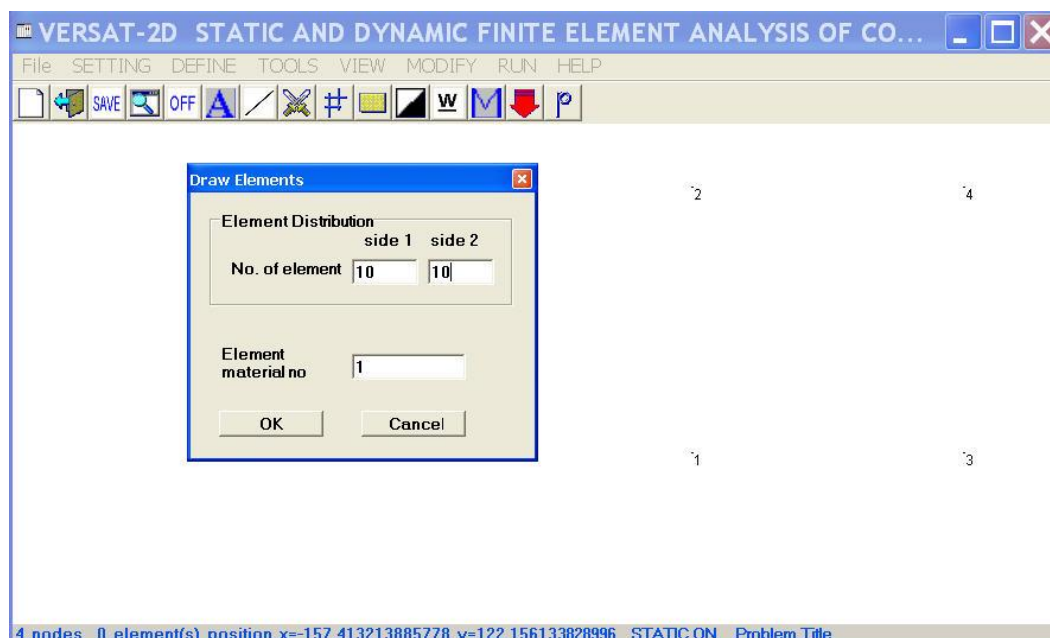 VERSAT-2D STATIC AND DYNAMIC FINITE ELEMENT ANALYSIS OF CO...
File SETTING DEFINE TOOLS VIEW MODIFY RUN HELP
SAVE OFF A W M P
Draw Elements
Element Distribution
side 1 side 2
No. of element 10 10
Element
material no 1
OK Cancel
2 4
1 3
4 nodes 0 element(s) position x=-157.413213885778 y=122.156133828996 STATIC ON Problem Title